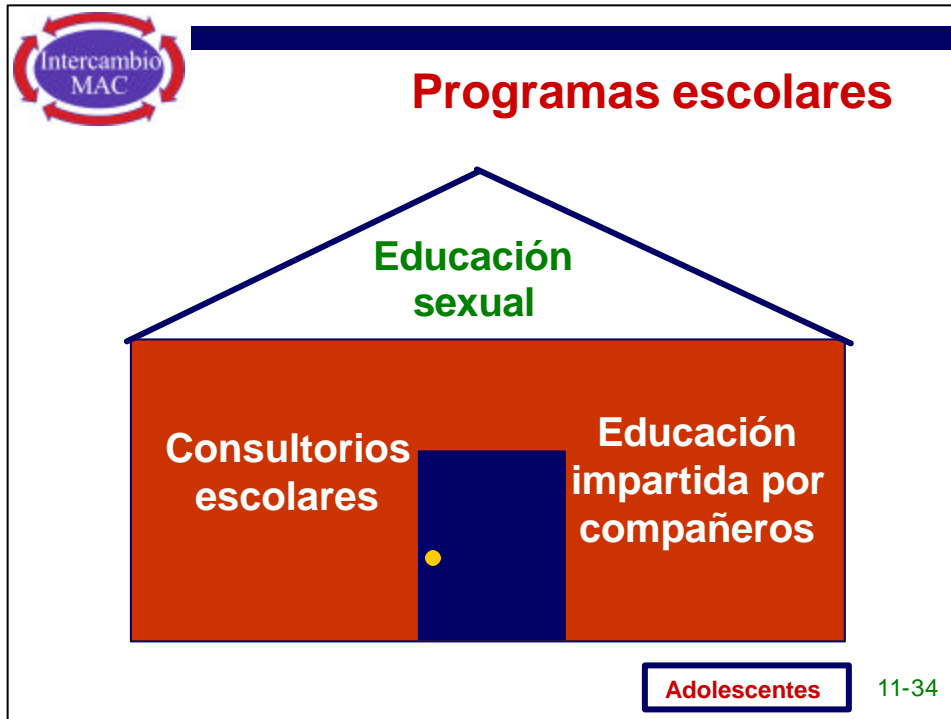 Intercambio
MAC
Programas escolares
Educación
sexual
Consultorios
escolares
Educación
impartida por
compañeros
Adolescentes
11-34